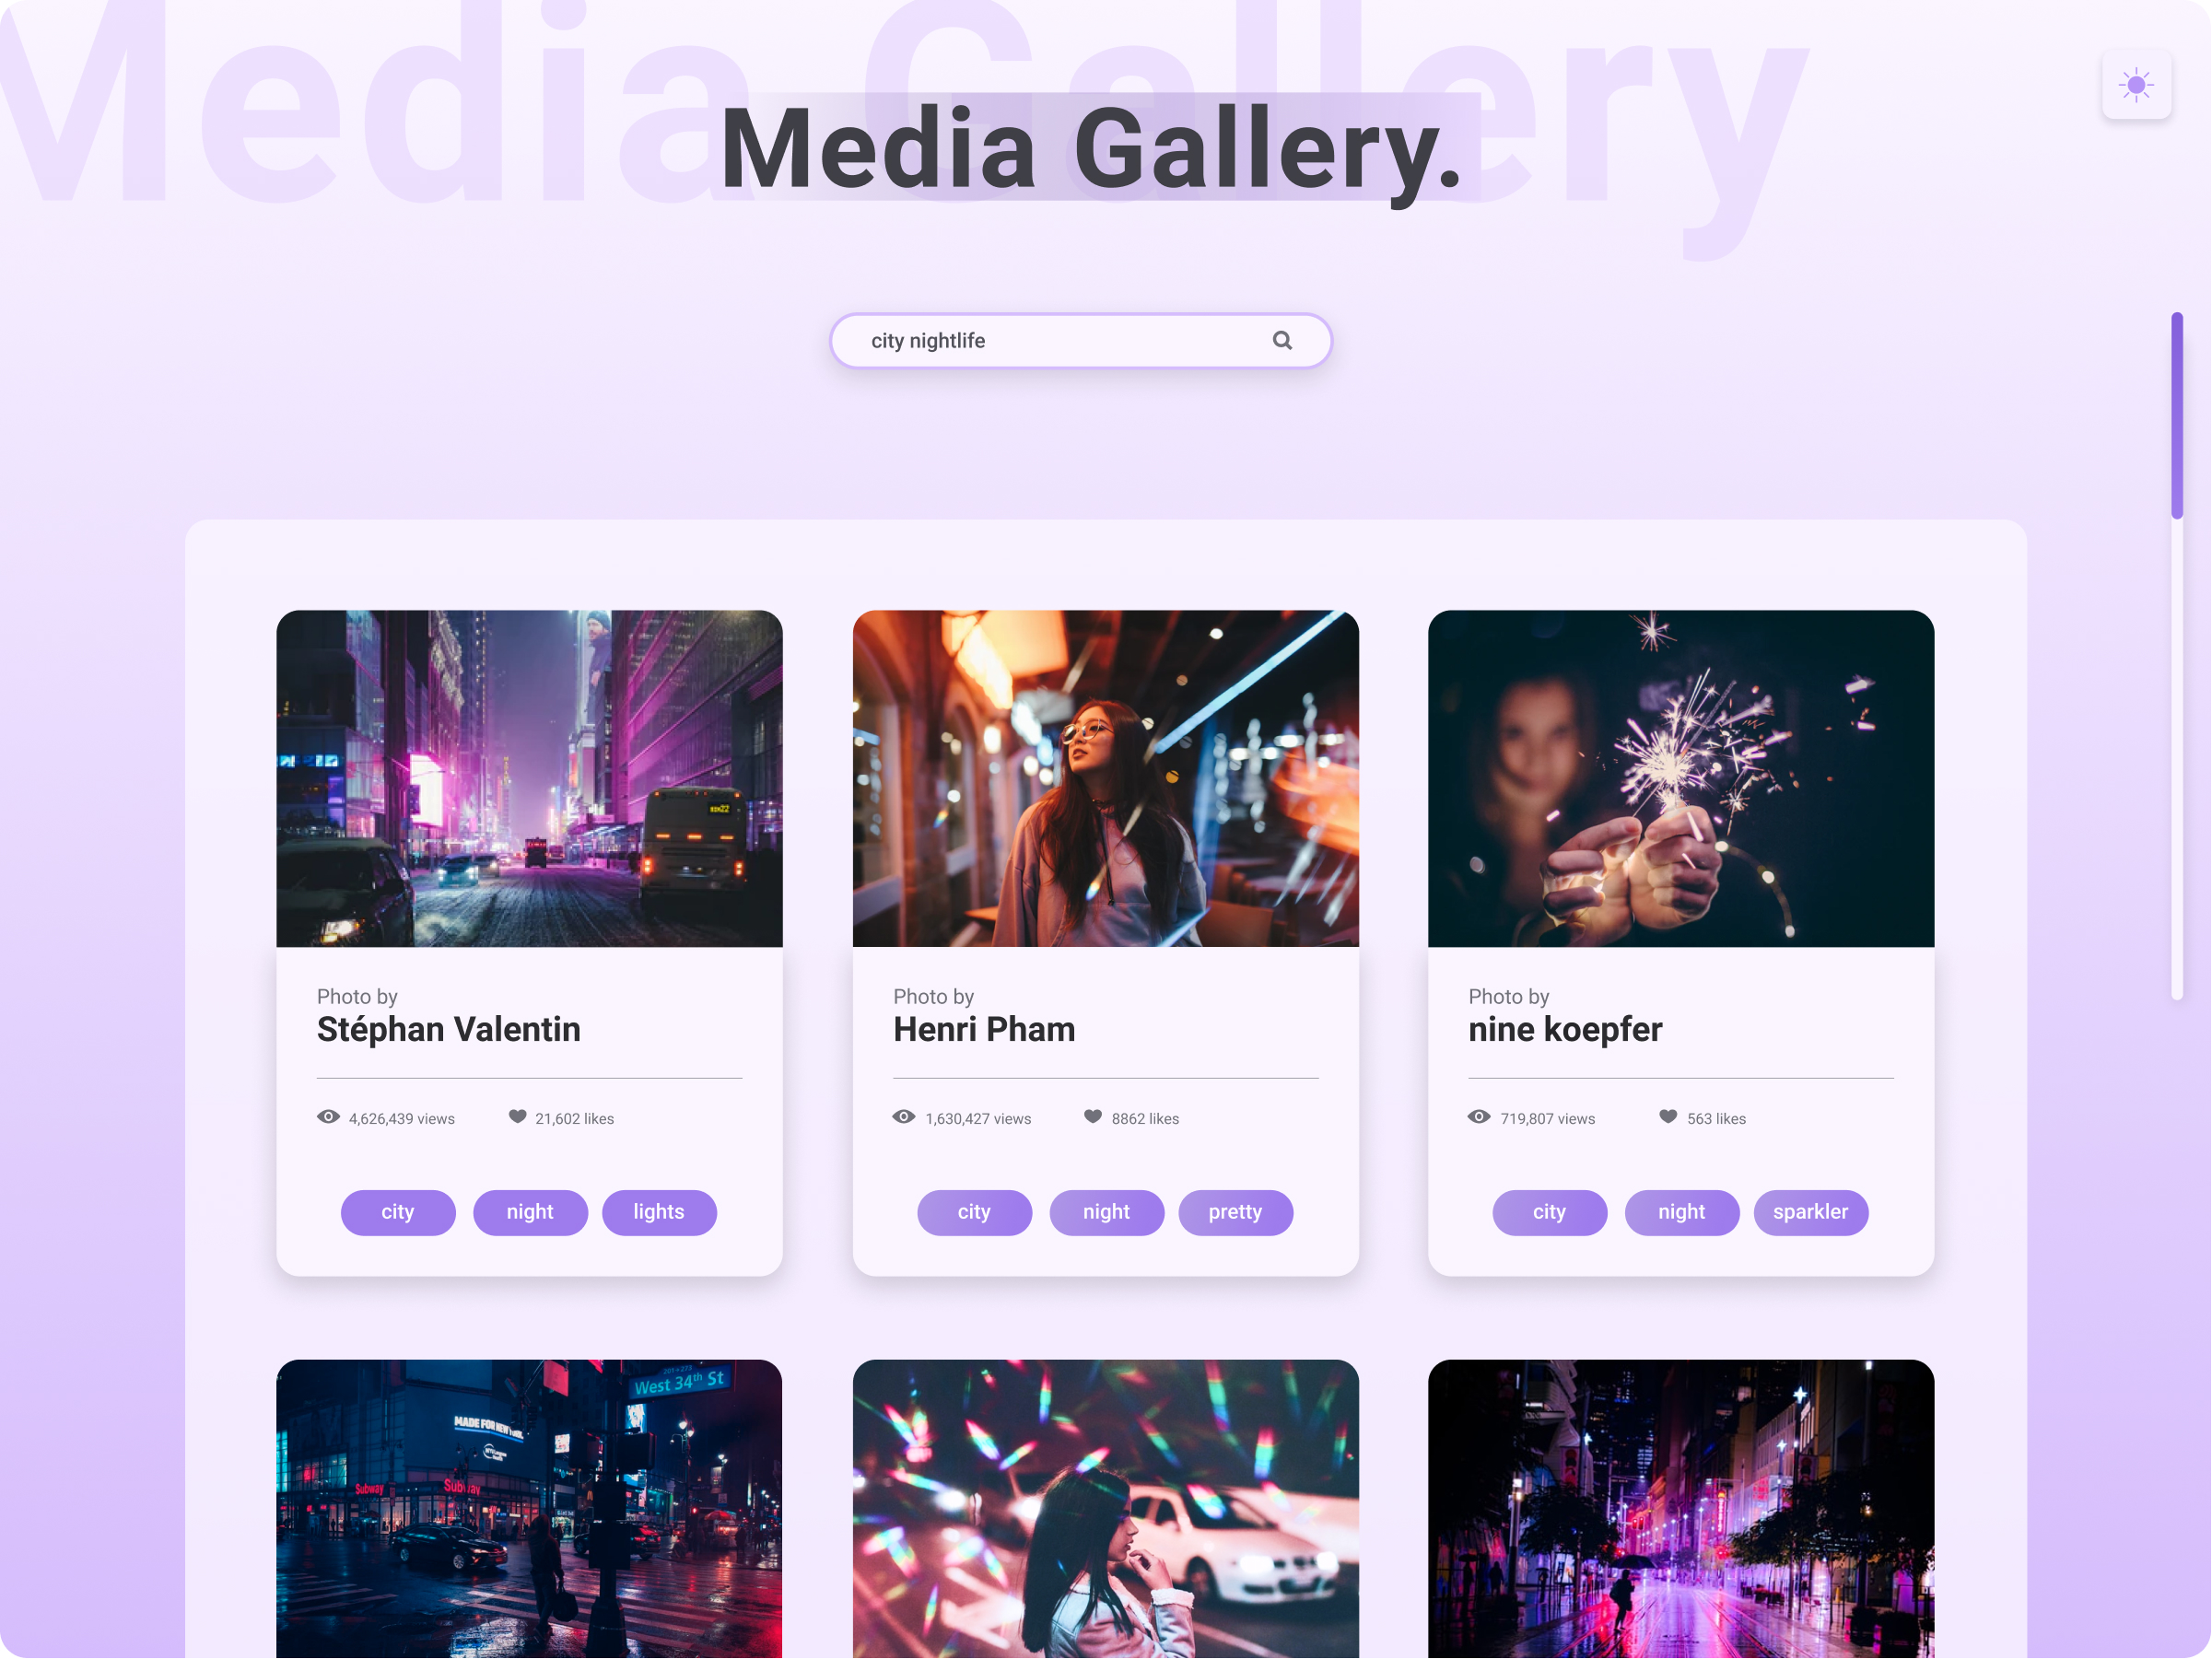 Media Gallery
Media Gallery.
city nightlife
Photo by
Stéphan Valentin
4,626,439 views
21,602 likes
city
night
lights
Photo by
Henri Pham
1,630,427 views
8862 likes
city
night
pretty
Photo by
nine koepfer
719,807 views
563 likes
city
night
sparkler
West 34th St
MADE FOR NEW
Subway
Subway